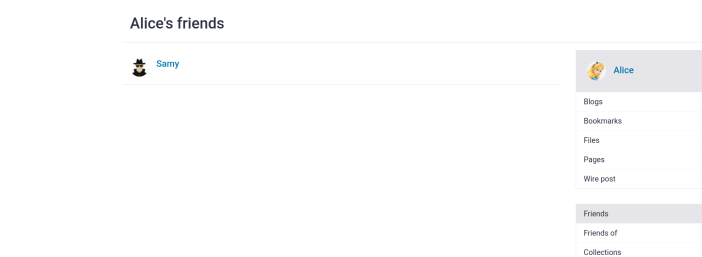 Alice's friends
Samy
Alice
Blogs
Bookmarks
Files
Pages
Wire post
Friends
Friends of
Collections